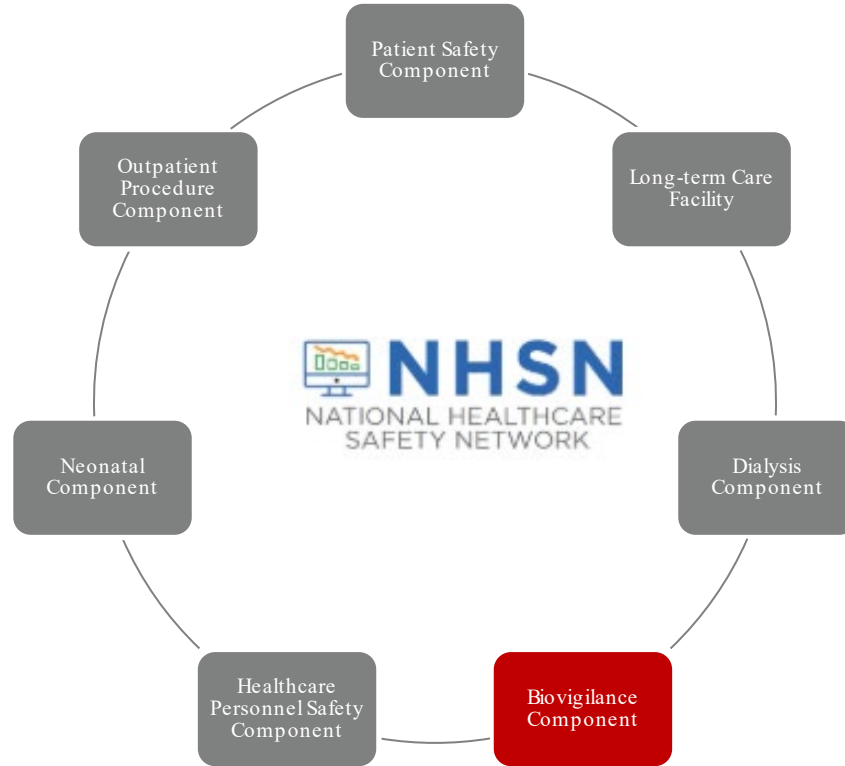 Patient Safety
Component
Long-term Care
Facility
Dialysis
Component
Biovigilance
Component
Healthcare
Personnel Safety
Component
Neonatal
Component
Outpatient
Procedure
Component
NHSN
NATIONAL HEALTHCARE
SAFETY NETWORK